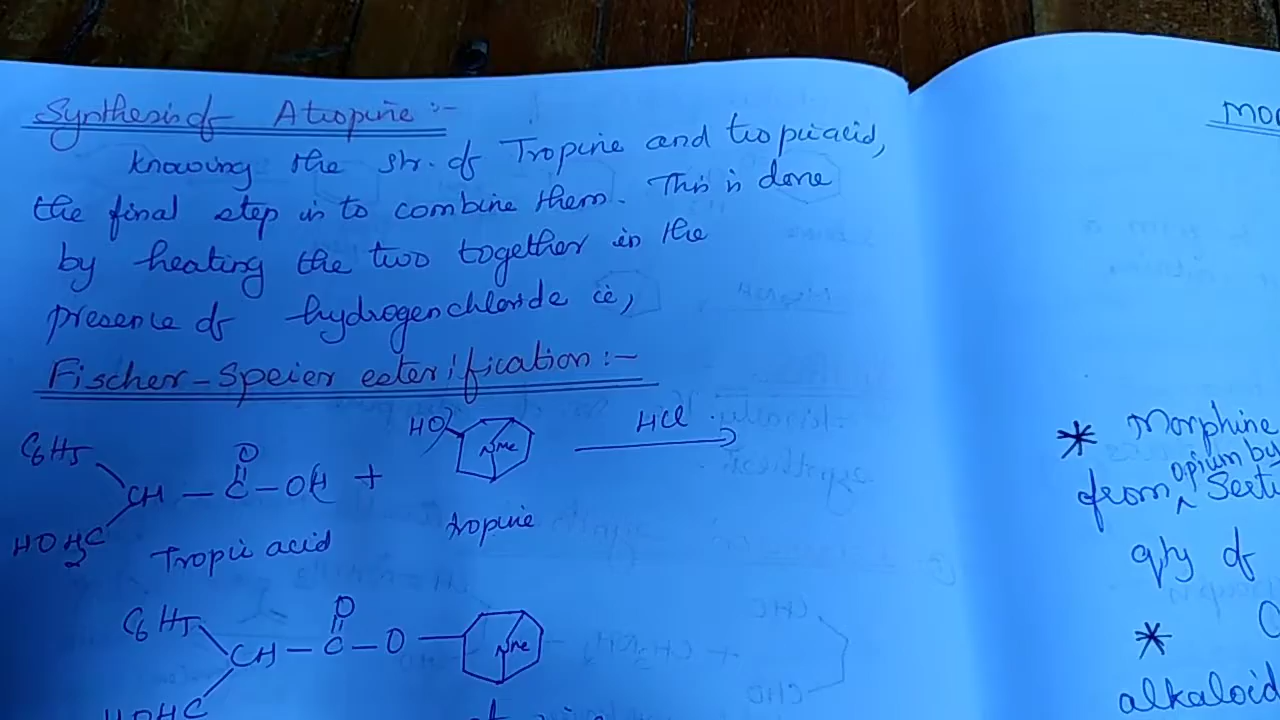 Synthesis of Atropine :-
knowing the str. of Tropine and tropic acid,
the final step is to combine them. This is done
by heating the two together in the
presence of hydrogen chloride ie,
Fischer-Speier esterification :-
C6H5
CH - C - OH + HO NMe HCl
O
HOH2C
Tropic acid tropine
C6H5
O
CH - C - O NMe
HOH2C
* Morphine
opium by
from
qty of
*
alkaloid